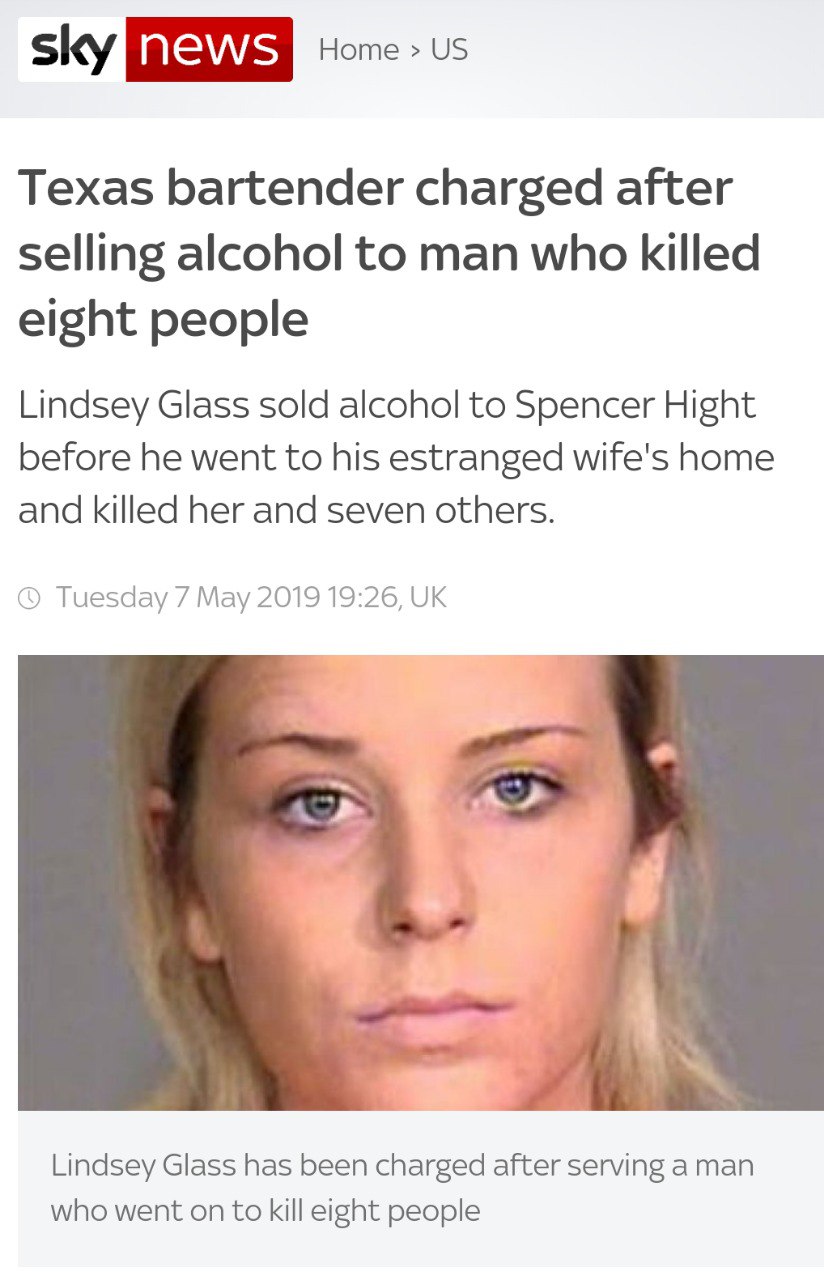 sky news Home > US
Texas bartender charged after
selling alcohol to man who killed
eight people
Lindsey Glass sold alcohol to Spencer Hight
before he went to his estranged wife's home
and killed her and seven others.
Tuesday 7 May 2019 19:26, UK
Lindsey Glass has been charged after serving a man
who went on to kill eight people